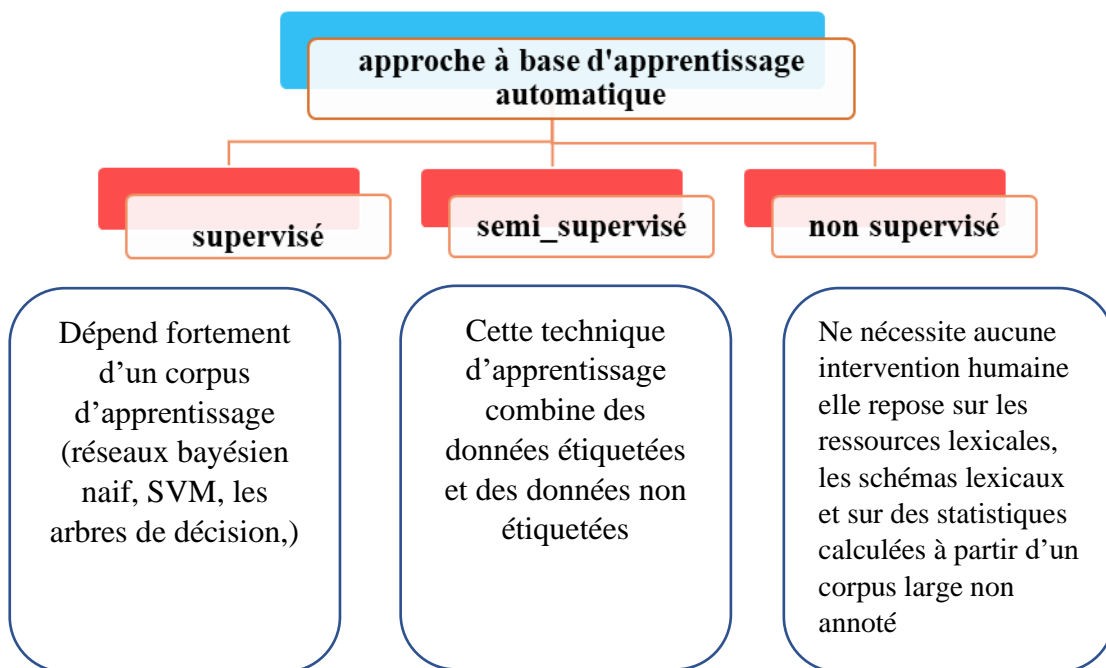 approche à base d'apprentissage
automatique
supervisé
semi_supervisé
non supervisé
Dépend fortement
d’un corpus
d’apprentissage
(réseaux bayésien
naif, SVM, les
arbres de décision,)
Cette technique
d’apprentissage
combine des
données étiquetées
et des données non
étiquetées
Ne nécessite aucune
intervention humaine
elle repose sur les
ressources lexicales,
les schémas lexicaux
et sur des statistiques
calculées à partir d’un
corpus large non
annoté